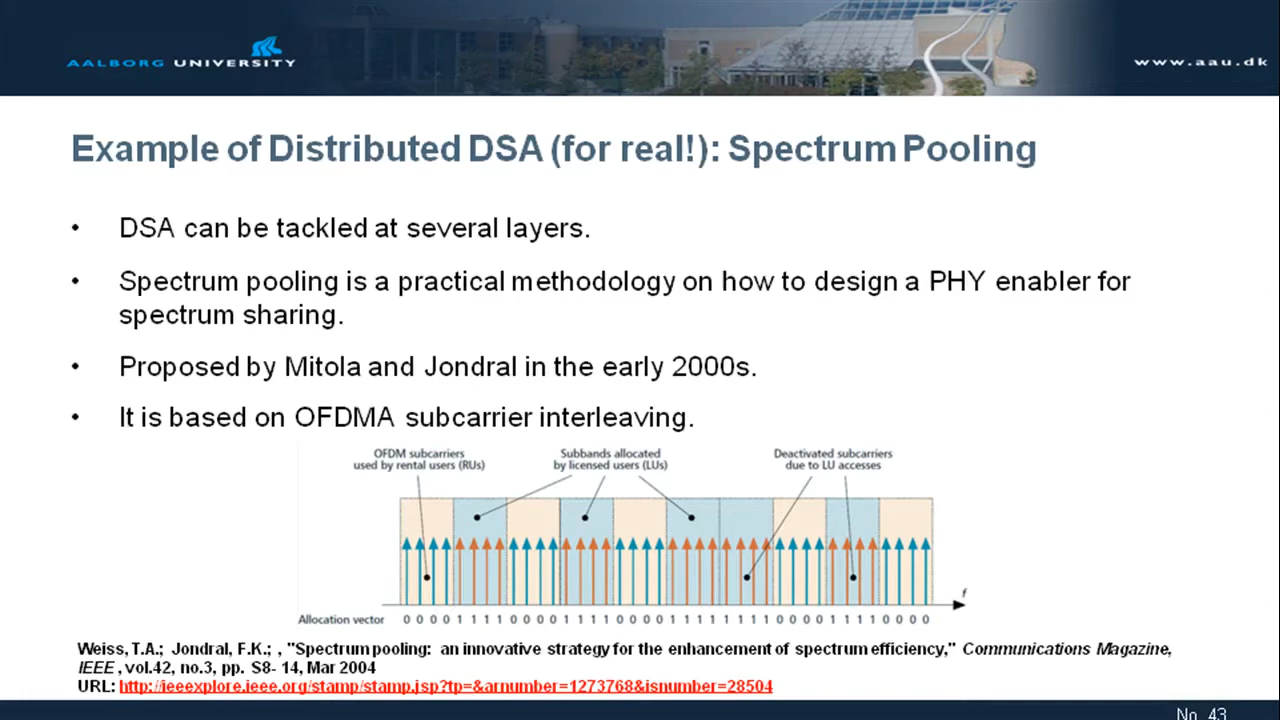 AALBORG UNIVERSITY
www.aau.dk
Example of Distributed DSA (for real!): Spectrum Pooling
• DSA can be tackled at several layers.
• Spectrum pooling is a practical methodology on how to design a PHY enabler for
spectrum sharing.
• Proposed by Mitola and Jondral in the early 2000s.
• It is based on OFDMA subcarrier interleaving.
OFDM subcarriers
used by rental users (RUs)
Subbands allocated
by licensed users (LUs)
Deactivated subcarriers
due to LU accesses
f
Allocation vector 0 0 0 0 1 1 1 1 0 0 0 0 1 1 1 1 0 0 0 0 1 1 1 1 1 1 1 1 0 0 0 0 1 1 1 1 0 0 0 0
Weiss, T.A.; Jondral, F.K.; , "Spectrum pooling: an innovative strategy for the enhancement of spectrum efficiency," Communications Magazine,
IEEE , vol.42, no.3, pp. S8- 14, Mar 2004
URL: http://ieeexplore.ieee.org/stamp/stamp.jsp?tp=&arnumber=1273768&isnumber=28504
No. 43